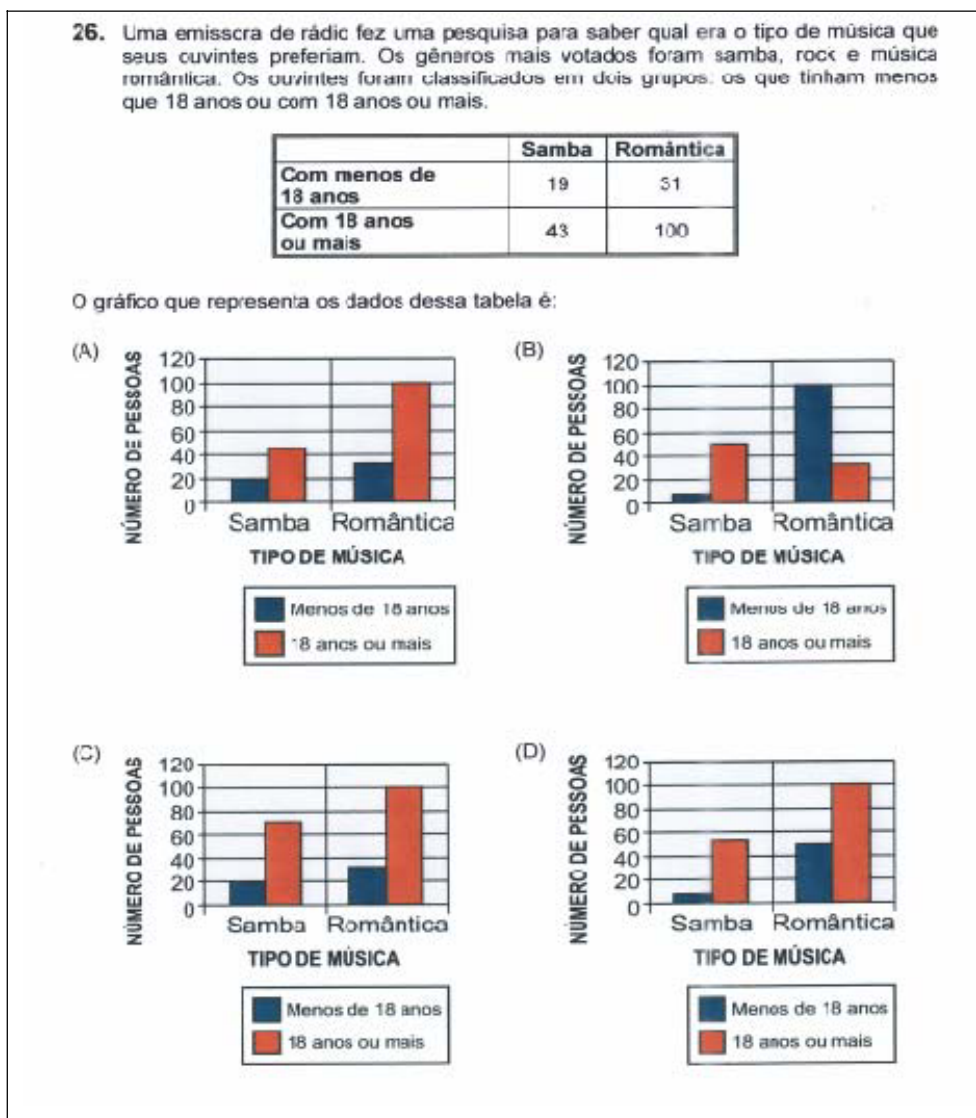 26. Uma emisscra de rádic fez uma pesquisa para saber qual era o tipo de música que
seus cuvintes preferiam. Os gêneros mais votados foram samba, rock e música
romântica. Os ouvintes foram classificados em dois grupos: os que tinham menos
que 18 anos ou com 18 anos ou mais.
Samba Romântica
Com menos de
18 anos
19 31
Com 18 anos
ou mais
43 100
O gráfico que representa os dados dessa tabela é:
(A)
NÚMERO DE PESSOAS
120
100
80
60
40
20
0
Samba Romântica
TIPO DE MÚSICA
Menos de 18 anos
18 anos ou mais
(B)
NÚMERO DE PESSOAS
120
100
80
60
40
20
0
Samba Romântica
TIPO DE MÚSICA
Menos de 18 anos
18 anos ou mais
(C)
NÚMERO DE PESSOAS
120
100
80
60
40
20
0
Samba Romântica
TIPO DE MÚSICA
Menos de 18 anos
18 anos ou mais
(D)
NÚMERO DE PESSOAS
120
100
80
60
40
20
0
Samba Romântica
TIPO DE MÚSICA
Menos de 18 anos
18 anos ou mais